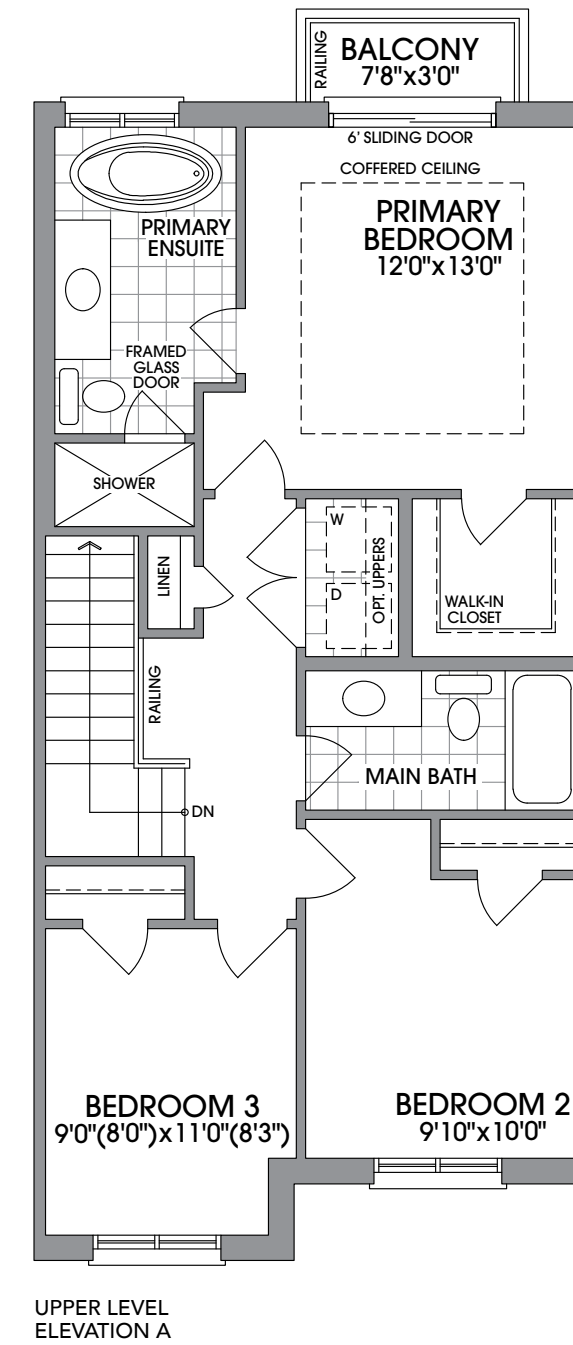 RAILING
BALCONY
7'8"x3'0"
6' SLIDING DOOR
COFFERED CEILING
PRIMARY
BEDROOM
12'0"x13'0"
PRIMARY
ENSUITE
FRAMED
GLASS
DOOR
SHOWER
LINEN
W
D
OPT. UPPERS
WALK-IN
CLOSET
RAILING
MAIN BATH
DN
BEDROOM 3
9'0"(8'0")x11'0"(8'3")
BEDROOM 2
9'10"x10'0"
UPPER LEVEL
ELEVATION A